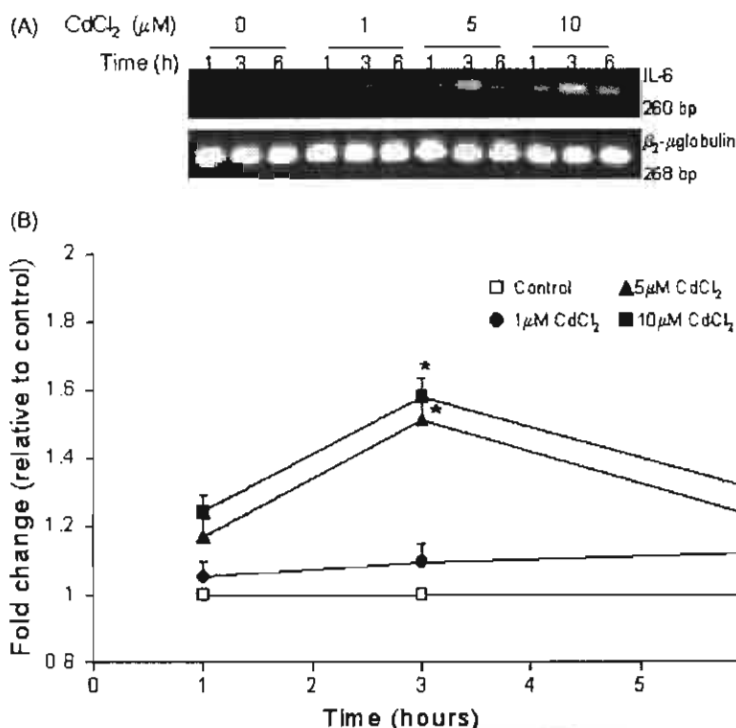 (A) CdCl₂ (μM) 0 1 5 10
Time (h) 1 3 6 1 3 6 1 3 6 1 3 6
IL-6
260 bp
β₂-μglobulin
268 bp
(B)
Fold change (relative to control)
2
1.8
1.6
1.4
1.2
1
0.8
Control
5μM CdCl₂
1μM CdCl₂
10μM CdCl₂
*
*
0 1 2 3 4 5
Time (hours)